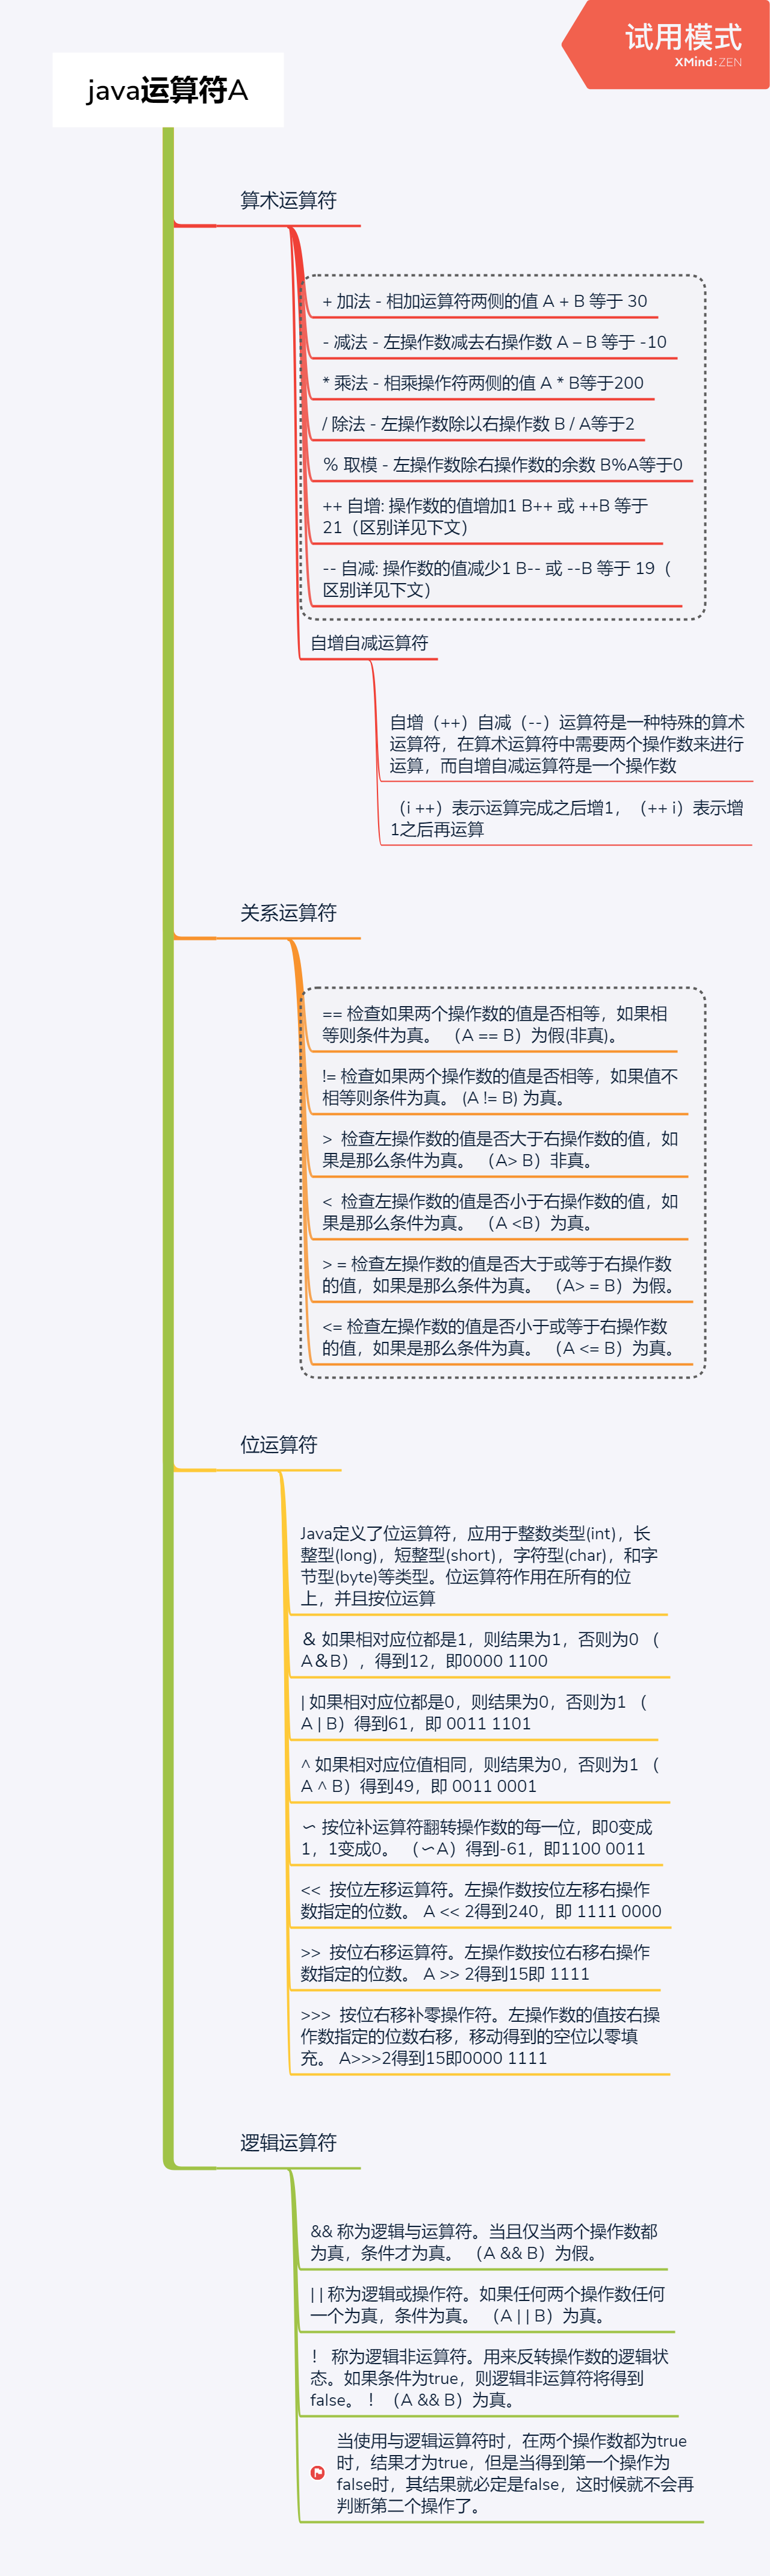 试用模式
XMind:ZEN
java运算符A
算术运算符
+ 加法 - 相加运算符两侧的值 A + B 等于 30
- 减法 - 左操作数减去右操作数 A – B 等于 -10
* 乘法 - 相乘操作符两侧的值 A * B等于200
/ 除法 - 左操作数除以右操作数 B / A等于2
% 取模 - 左操作数除右操作数的余数 B%A等于0
++ 自增: 操作数的值增加1 B++ 或 ++B 等于
21（区别详见下文）
-- 自减: 操作数的值减少1 B-- 或 --B 等于 19（
区别详见下文）
自增自减运算符
自增（++）自减（--）运算符是一种特殊的算术
运算符，在算术运算符中需要两个操作数来进行
运算，而自增自减运算符是一个操作数
（i ++）表示运算完成之后增1，（++ i）表示增
1之后再运算
关系运算符
== 检查如果两个操作数的值是否相等，如果相
等则条件为真。 （A == B）为假(非真)。
!= 检查如果两个操作数的值是否相等，如果值不
相等则条件为真。 (A != B) 为真。
> 检查左操作数的值是否大于右操作数的值，如
果是那么条件为真。 （A> B）非真。
< 检查左操作数的值是否小于右操作数的值，如
果是那么条件为真。 （A <B）为真。
> = 检查左操作数的值是否大于或等于右操作数
的值，如果是那么条件为真。 （A> = B）为假。
<= 检查左操作数的值是否小于或等于右操作数
的值，如果是那么条件为真。 （A <= B）为真。
位运算符
Java定义了位运算符，应用于整数类型(int)，长
整型(long)，短整型(short)，字符型(char)，和字
节型(byte)等类型。位运算符作用在所有的位
上，并且按位运算
＆ 如果相对应位都是1，则结果为1，否则为0 （
A＆B），得到12，即0000 1100
| 如果相对应位都是0，则结果为0，否则为1 （
A | B）得到61，即 0011 1101
^ 如果相对应位值相同，则结果为0，否则为1 （
A ^ B）得到49，即 0011 0001
〜 按位补运算符翻转操作数的每一位，即0变成
1，1变成0。 （〜A）得到-61，即1100 0011
<< 按位左移运算符。左操作数按位左移右操作
数指定的位数。 A << 2得到240，即 1111 0000
>> 按位右移运算符。左操作数按位右移右操作
数指定的位数。 A >> 2得到15即 1111
>>> 按位右移补零操作符。左操作数的值按右操
作数指定的位数右移，移动得到的空位以零填
充。 A>>>2得到15即0000 1111
逻辑运算符
&& 称为逻辑与运算符。当且仅当两个操作数都
为真，条件才为真。 （A && B）为假。
| | 称为逻辑或操作符。如果任何两个操作数任何
一个为真，条件为真。 （A | | B）为真。
！ 称为逻辑非运算符。用来反转操作数的逻辑状
态。如果条件为true，则逻辑非运算符将得到
false。 ！（A && B）为真。
当使用与逻辑运算符时，在两个操作数都为true
时，结果才为true，但是当得到第一个操作为
false时，其结果就必定是false，这时候就不会再
判断第二个操作了。